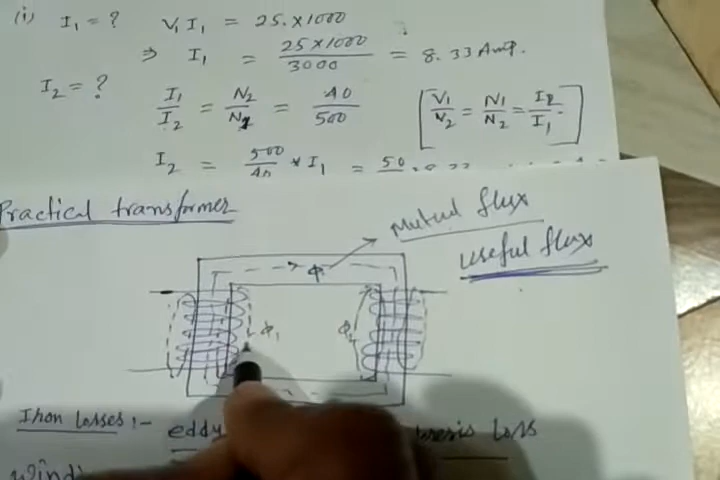 (i) I₁ = ? V₁ I₁ = 25.×1000
⇒ I₁ = 25×1000 / 3000 = 8.33 Amp.
I₂ = ? I₁/I₂ = N₂/N₁ = 40/500 [V₁/V₂ = N₁/N₂ = I₂/I₁]
I₂ = 500/40 * I₁ =
Practical transformer
Mutual flux
Useful flux
Φ
Φ₁ Φ₂
Iron losses :- eddy loss